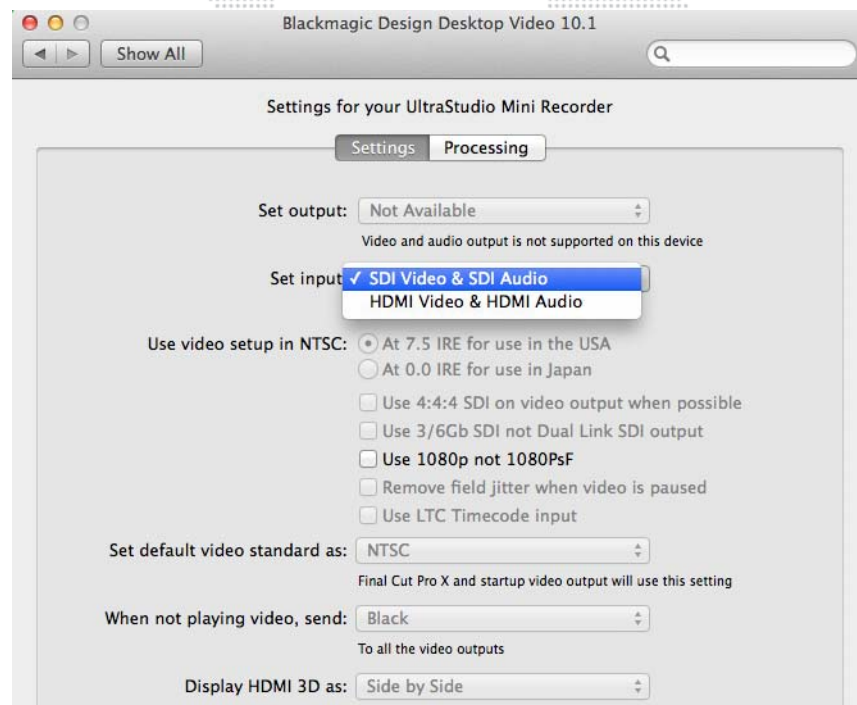 Blackmagic Design Desktop Video 10.1
Show All
Settings for your UltraStudio Mini Recorder
Settings Processing
Set output: Not Available
Video and audio output is not supported on this device
Set input ✓ SDI Video & SDI Audio
HDMI Video & HDMI Audio
Use video setup in NTSC: At 7.5 IRE for use in the USA
At 0.0 IRE for use in Japan
Use 4:4:4 SDI on video output when possible
Use 3/6Gb SDI not Dual Link SDI output
Use 1080p not 1080PsF
Remove field jitter when video is paused
Use LTC Timecode input
Set default video standard as: NTSC
Final Cut Pro X and startup video output will use this setting
When not playing video, send: Black
To all the video outputs
Display HDMI 3D as: Side by Side